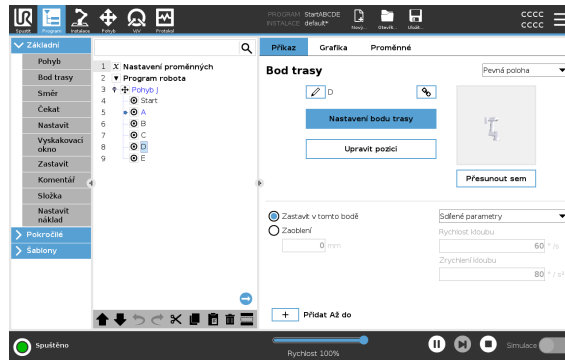 UR
PROGRAM StartABCDE
INSTALACE default*
Spustit Program Instalace Pohyb V/V Protokol
Nový... Otevřít... Uložit...
CCCC
CCCC
Základní
Pohyb
Bod trasy
Směr
Čekat
Nastavit
Vyskakovací
okno
Zastavit
Komentář
Složka
Nastavit
náklad
Pokročilé
Šablony
1 X Nastavení proměnných
2 Program robota
3 Pohyb J
4 Start
5 A
6 B
7 C
8 D
9 E
Příkaz Grafika Proměnné
Bod trasy
Pevná poloha
D
Nastavení bodu trasy
Upravit pozici
Přesunout sem
Zastavit v tomto bodě
Zaoblení
0 mm
Sdílené parametry
Rychlost kloubu
60 °/s
Zrychlení kloubu
80 °/s²
+ Přidat Až do
Spuštěno
Rychlost 100%
Simulace